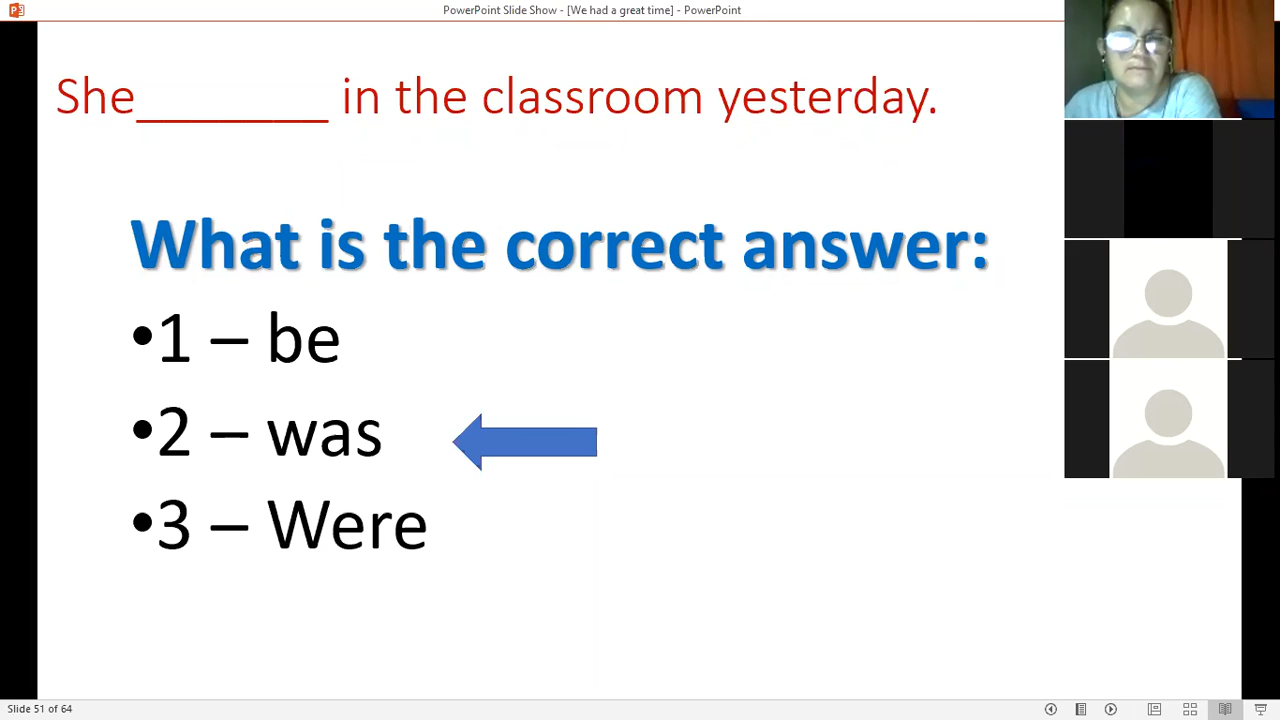 PowerPoint Slide Show - [We had a great time] - PowerPoint
She________ in the classroom yesterday.
What is the correct answer:
•1 – be
•2 – was
•3 – Were
Slide 51 of 64